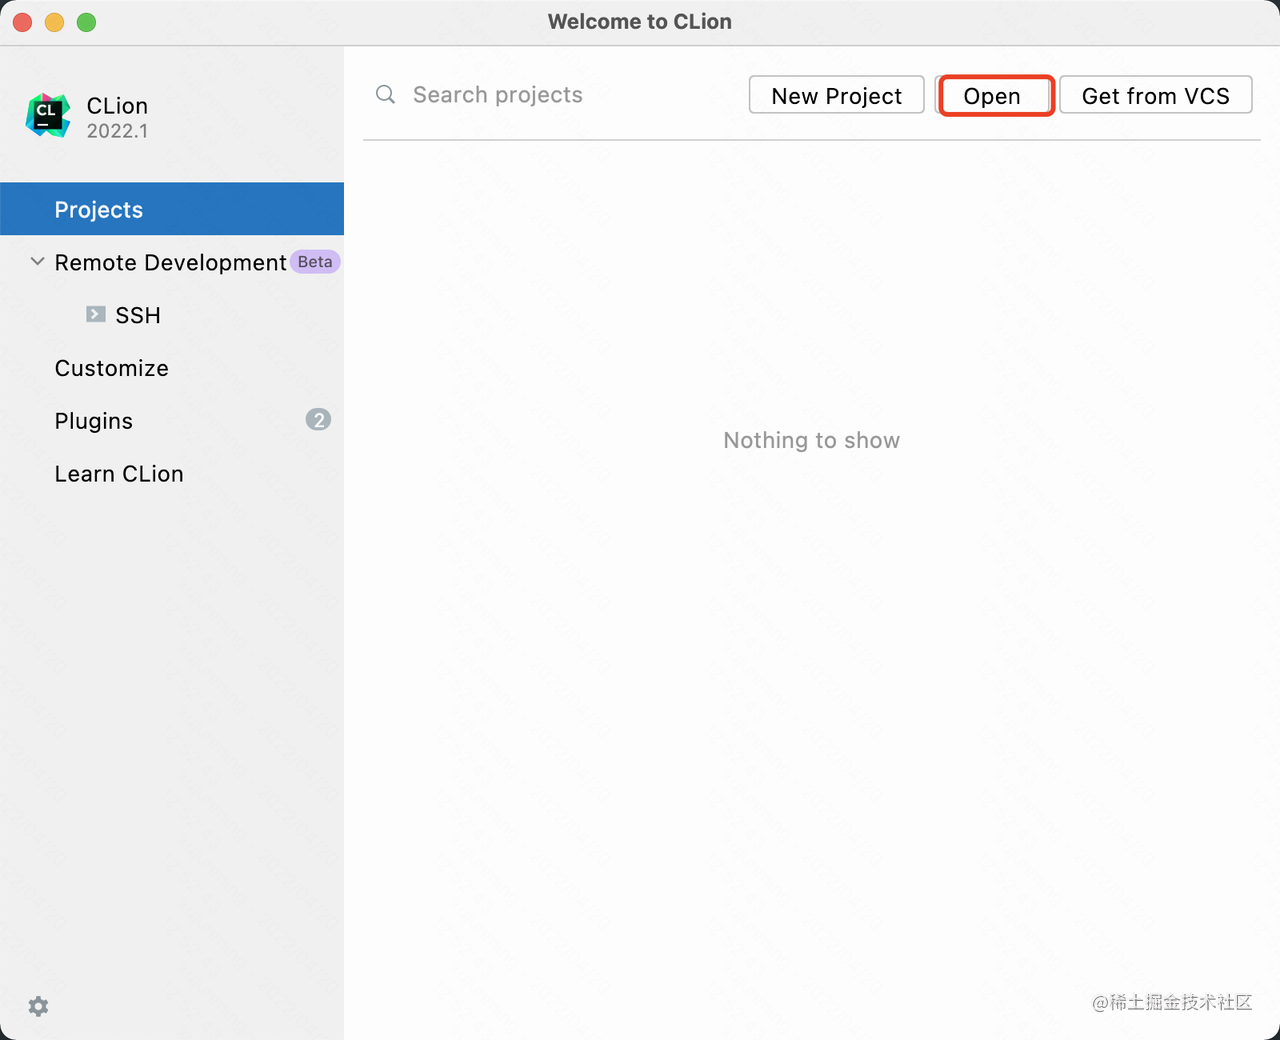 Welcome to CLion
CL
CLion
2022.1
Search projects
New Project
Open
Get from VCS
Projects
Remote Development Beta
SSH
Customize
Plugins 2
Learn CLion
Nothing to show
@稀土掘金技术社区